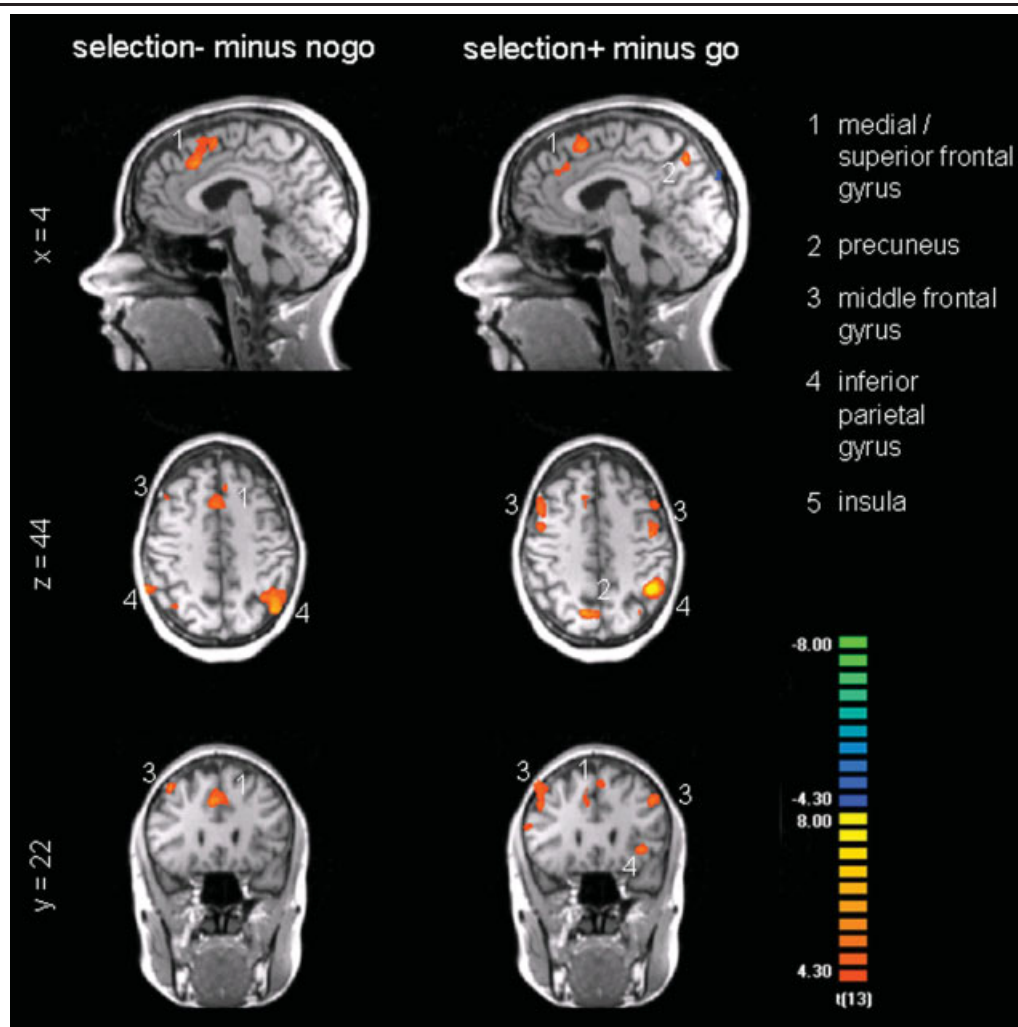 selection- minus nogo
selection+ minus go
x = 4
1
1
2
1 medial /
superior frontal
gyrus
2 precuneus
3 middle frontal
gyrus
4 inferior
parietal
gyrus
5 insula
z = 44
3
1
4
4
3
3
2
4
y = 22
3
1
3
1
3
4
-8.00
-4.30
8.00
4.30
t(13)